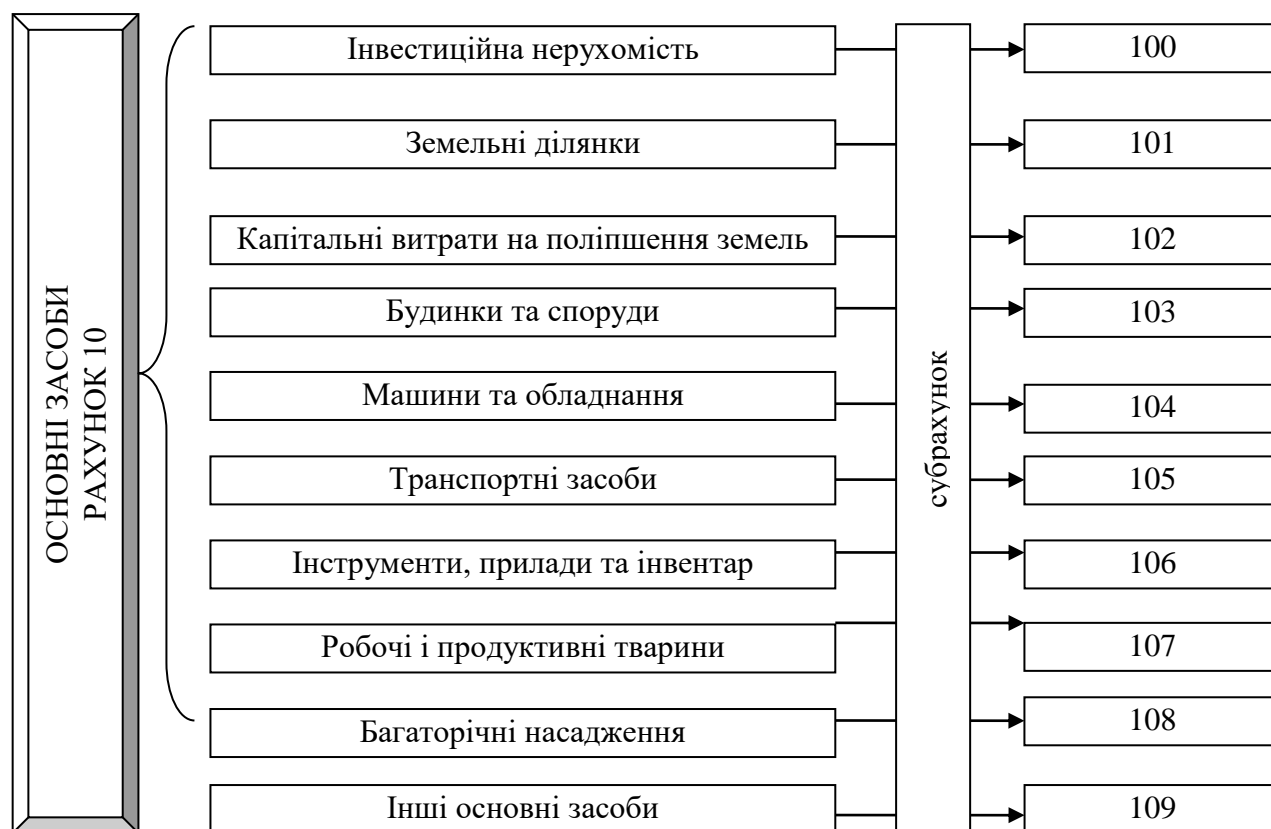 ОСНОВНІ ЗАСОБИ
РАХУНОК 10
Інвестиційна нерухомість
100
Земельні ділянки
101
Капітальні витрати на поліпшення земель
102
Будинки та споруди
103
Машини та обладнання
104
Транспортні засоби
105
Інструменти, прилади та інвентар
106
Робочі і продуктивні тварини
107
Багаторічні насадження
108
Інші основні засоби
109
субрахунок